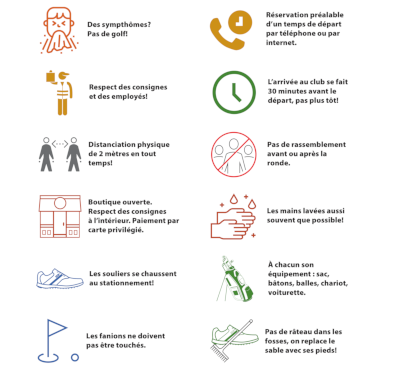 Des sympthômes?
Pas de golf!
Réservation préalable
d'un temps de départ
par téléphone ou par
internet.
Respect des consignes
et des employés!
L'arrivée au club se fait
30 minutes avant le
départ, pas plus tôt!
Distanciation physique
de 2 mètres en tout
temps!
Pas de rassemblement
avant ou après la
ronde.
Boutique ouverte.
Respect des consignes
à l'intérieur. Paiement par
carte privilégié.
Les mains lavées aussi
souvent que possible!
Les souliers se chaussent
au stationnement!
À chacun son
équipement : sac,
bâtons, balles, chariot,
voiturette.
Les fanions ne doivent
pas être touchés.
Pas de râteau dans les
fosses, on replace le
sable avec ses pieds!